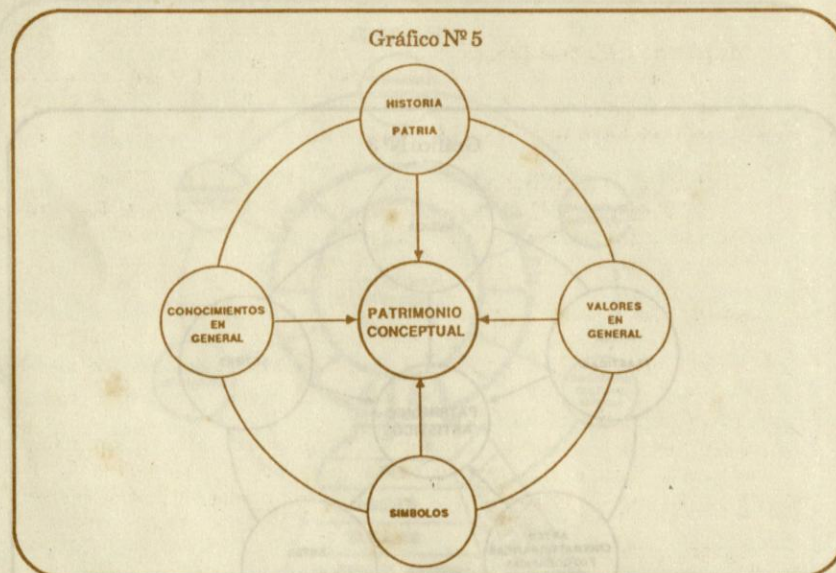 Gráfico Nº 5
HISTORIA
PATRIA
CONOCIMIENTOS
EN
GENERAL
PATRIMONIO
CONCEPTUAL
VALORES
EN
GENERAL
SIMBOLOS